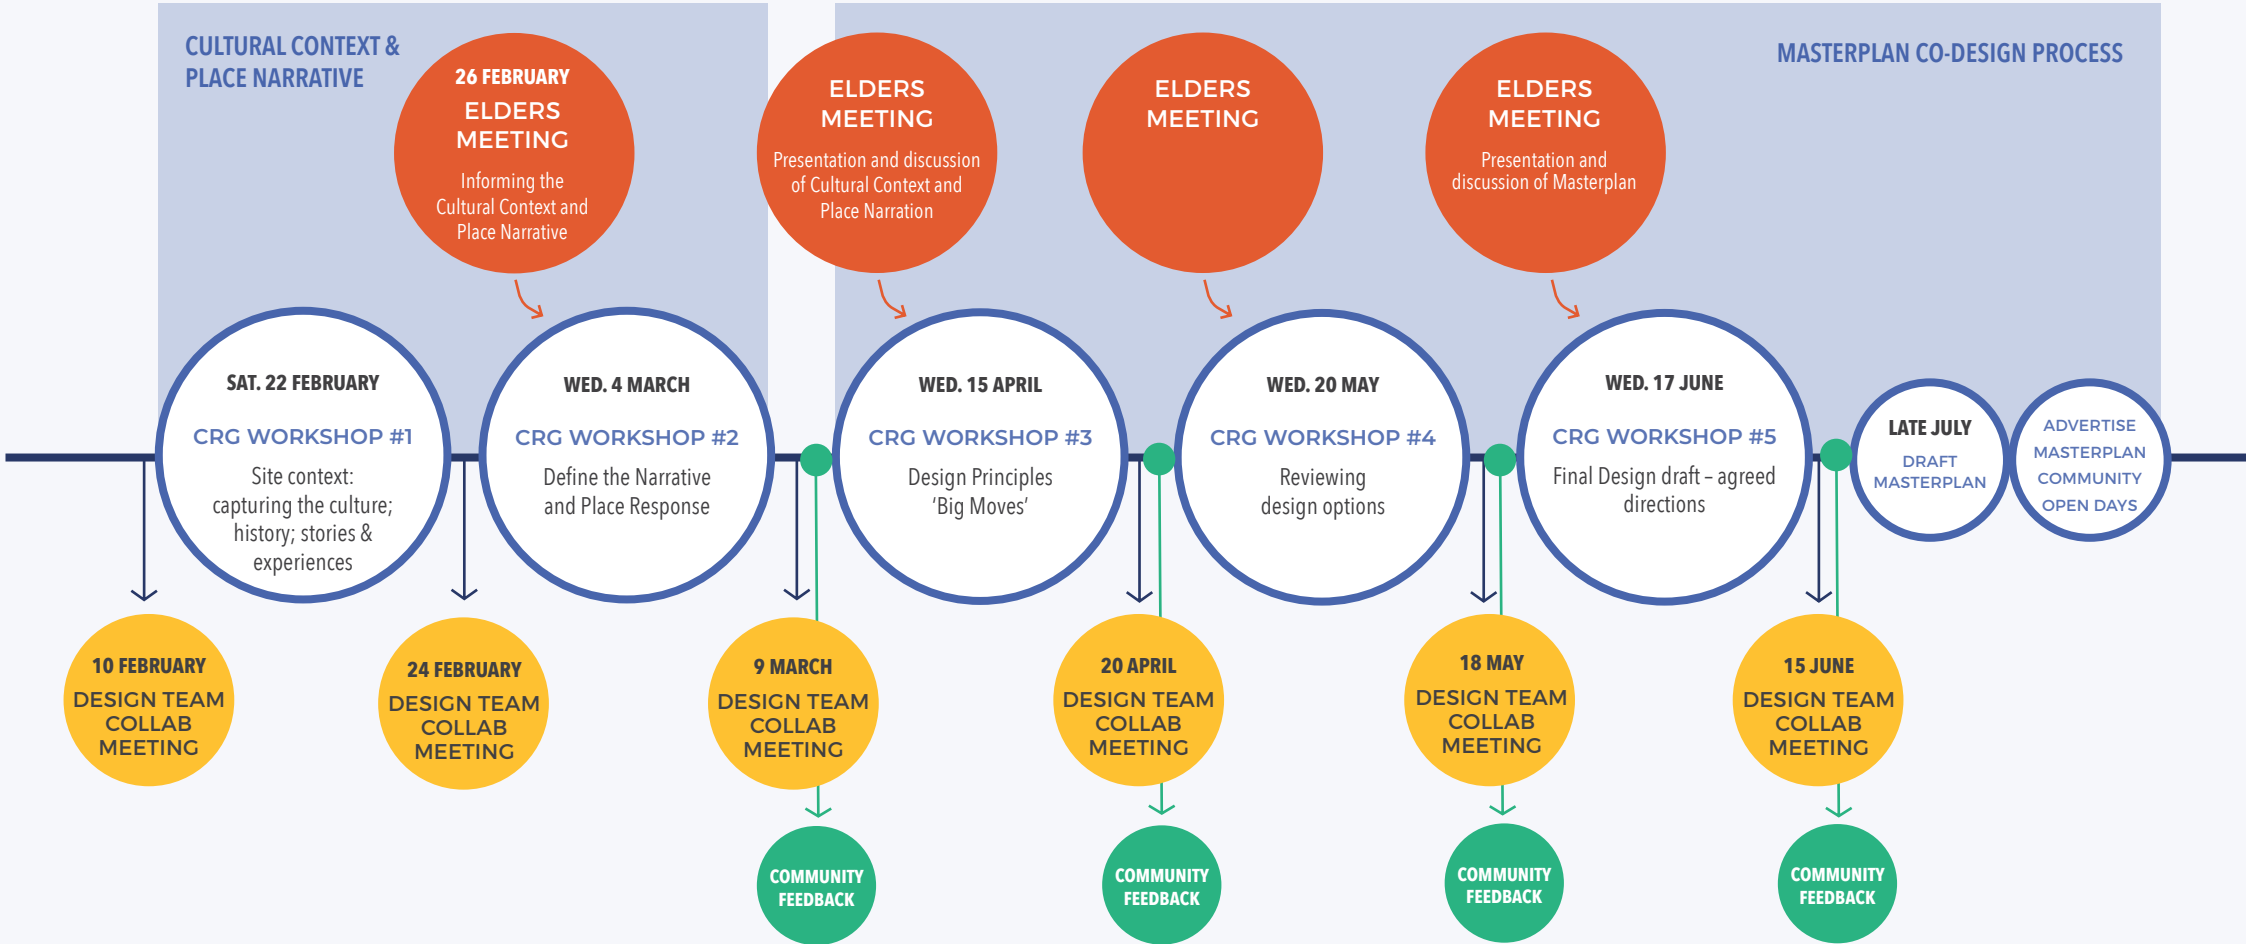 CULTURAL CONTEXT &
PLACE NARRATIVE
MASTERPLAN CO-DESIGN PROCESS
26 FEBRUARY
ELDERS
MEETING
Informing the
Cultural Context and
Place Narrative
ELDERS
MEETING
Presentation and discussion
of Cultural Context and
Place Narration
ELDERS
MEETING
ELDERS
MEETING
Presentation and
discussion of Masterplan
SAT. 22 FEBRUARY
CRG WORKSHOP #1
Site context:
capturing the culture;
history; stories &
experiences
WED. 4 MARCH
CRG WORKSHOP #2
Define the Narrative
and Place Response
WED. 15 APRIL
CRG WORKSHOP #3
Design Principles
‘Big Moves’
WED. 20 MAY
CRG WORKSHOP #4
Reviewing
design options
WED. 17 JUNE
CRG WORKSHOP #5
Final Design draft – agreed
directions
LATE JULY
DRAFT
MASTERPLAN
ADVERTISE
MASTERPLAN
COMMUNITY
OPEN DAYS
10 FEBRUARY
DESIGN TEAM
COLLAB
MEETING
24 FEBRUARY
DESIGN TEAM
COLLAB
MEETING
9 MARCH
DESIGN TEAM
COLLAB
MEETING
20 APRIL
DESIGN TEAM
COLLAB
MEETING
18 MAY
DESIGN TEAM
COLLAB
MEETING
15 JUNE
DESIGN TEAM
COLLAB
MEETING
COMMUNITY
FEEDBACK
COMMUNITY
FEEDBACK
COMMUNITY
FEEDBACK
COMMUNITY
FEEDBACK